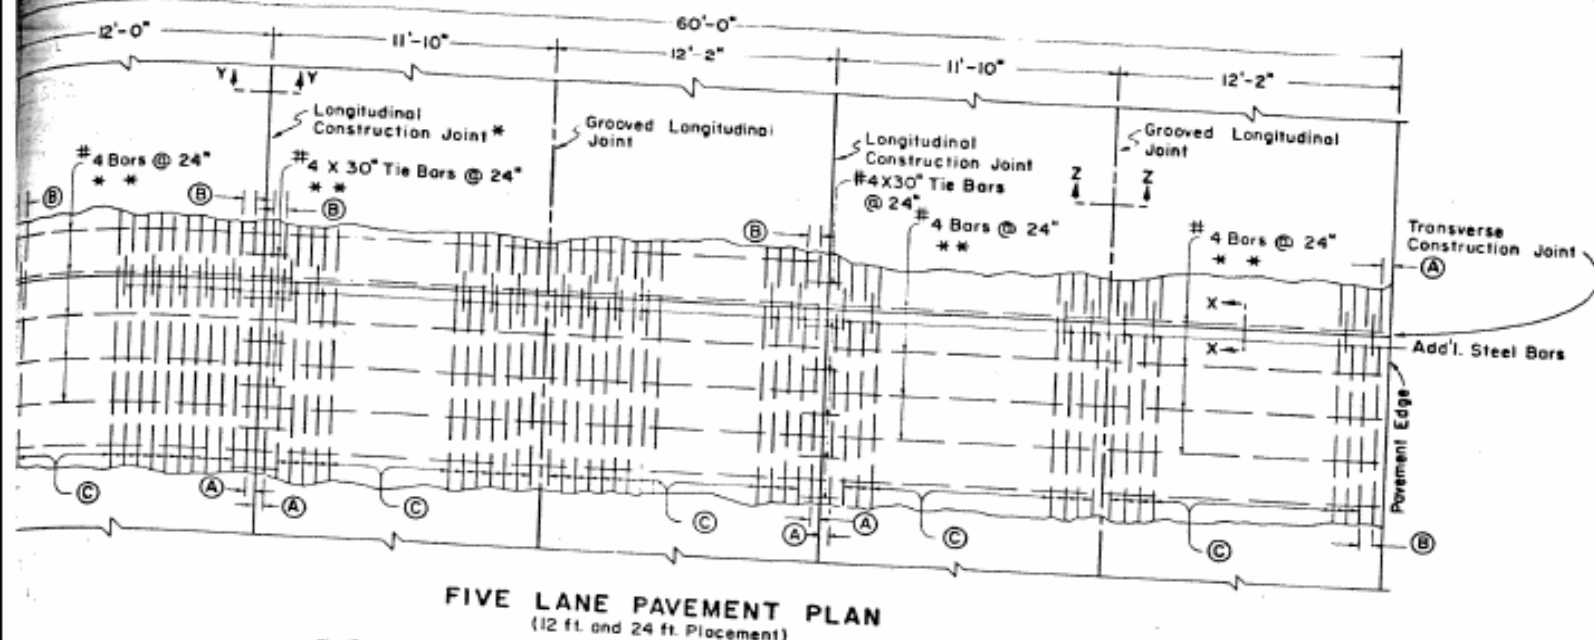 60'-0"
12'-0"
11'-10"
12'-2"
11'-10"
12'-2"
Y Y
Longitudinal
Construction Joint*
Grooved Longitudinal
Joint
Longitudinal
Construction Joint
Grooved Longitudinal
Joint
#4 Bars @ 24"
* *
#4 X 30" Tie Bars @ 24"
* *
#4X30" Tie Bars
@ 24"
#4 Bars @ 24"
* *
Z Z
#4 Bars @ 24"
* *
B
B
B
B
Transverse
Construction Joint
A
X
X
Add'l. Steel Bars
Pavement Edge
C
A
A
C
C
A
A
C
C
B
FIVE LANE PAVEMENT PLAN
(12 ft. and 24 ft. Placement)